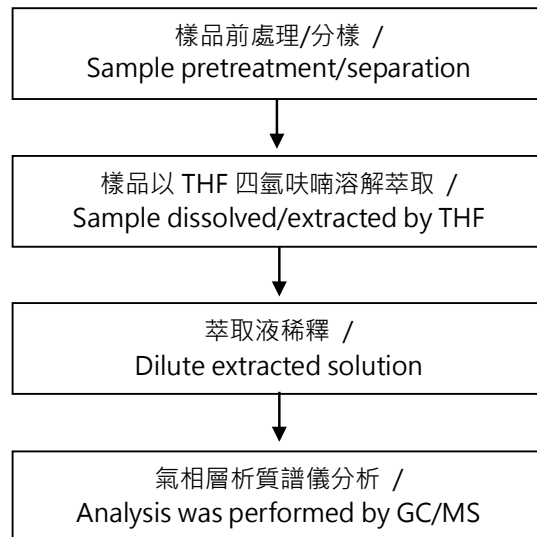 樣品前處理/分樣 /
Sample pretreatment/separation
樣品以 THF 四氫呋喃溶解萃取 /
Sample dissolved/extracted by THF
萃取液稀釋 /
Dilute extracted solution
氣相層析質譜儀分析 /
Analysis was performed by GC/MS